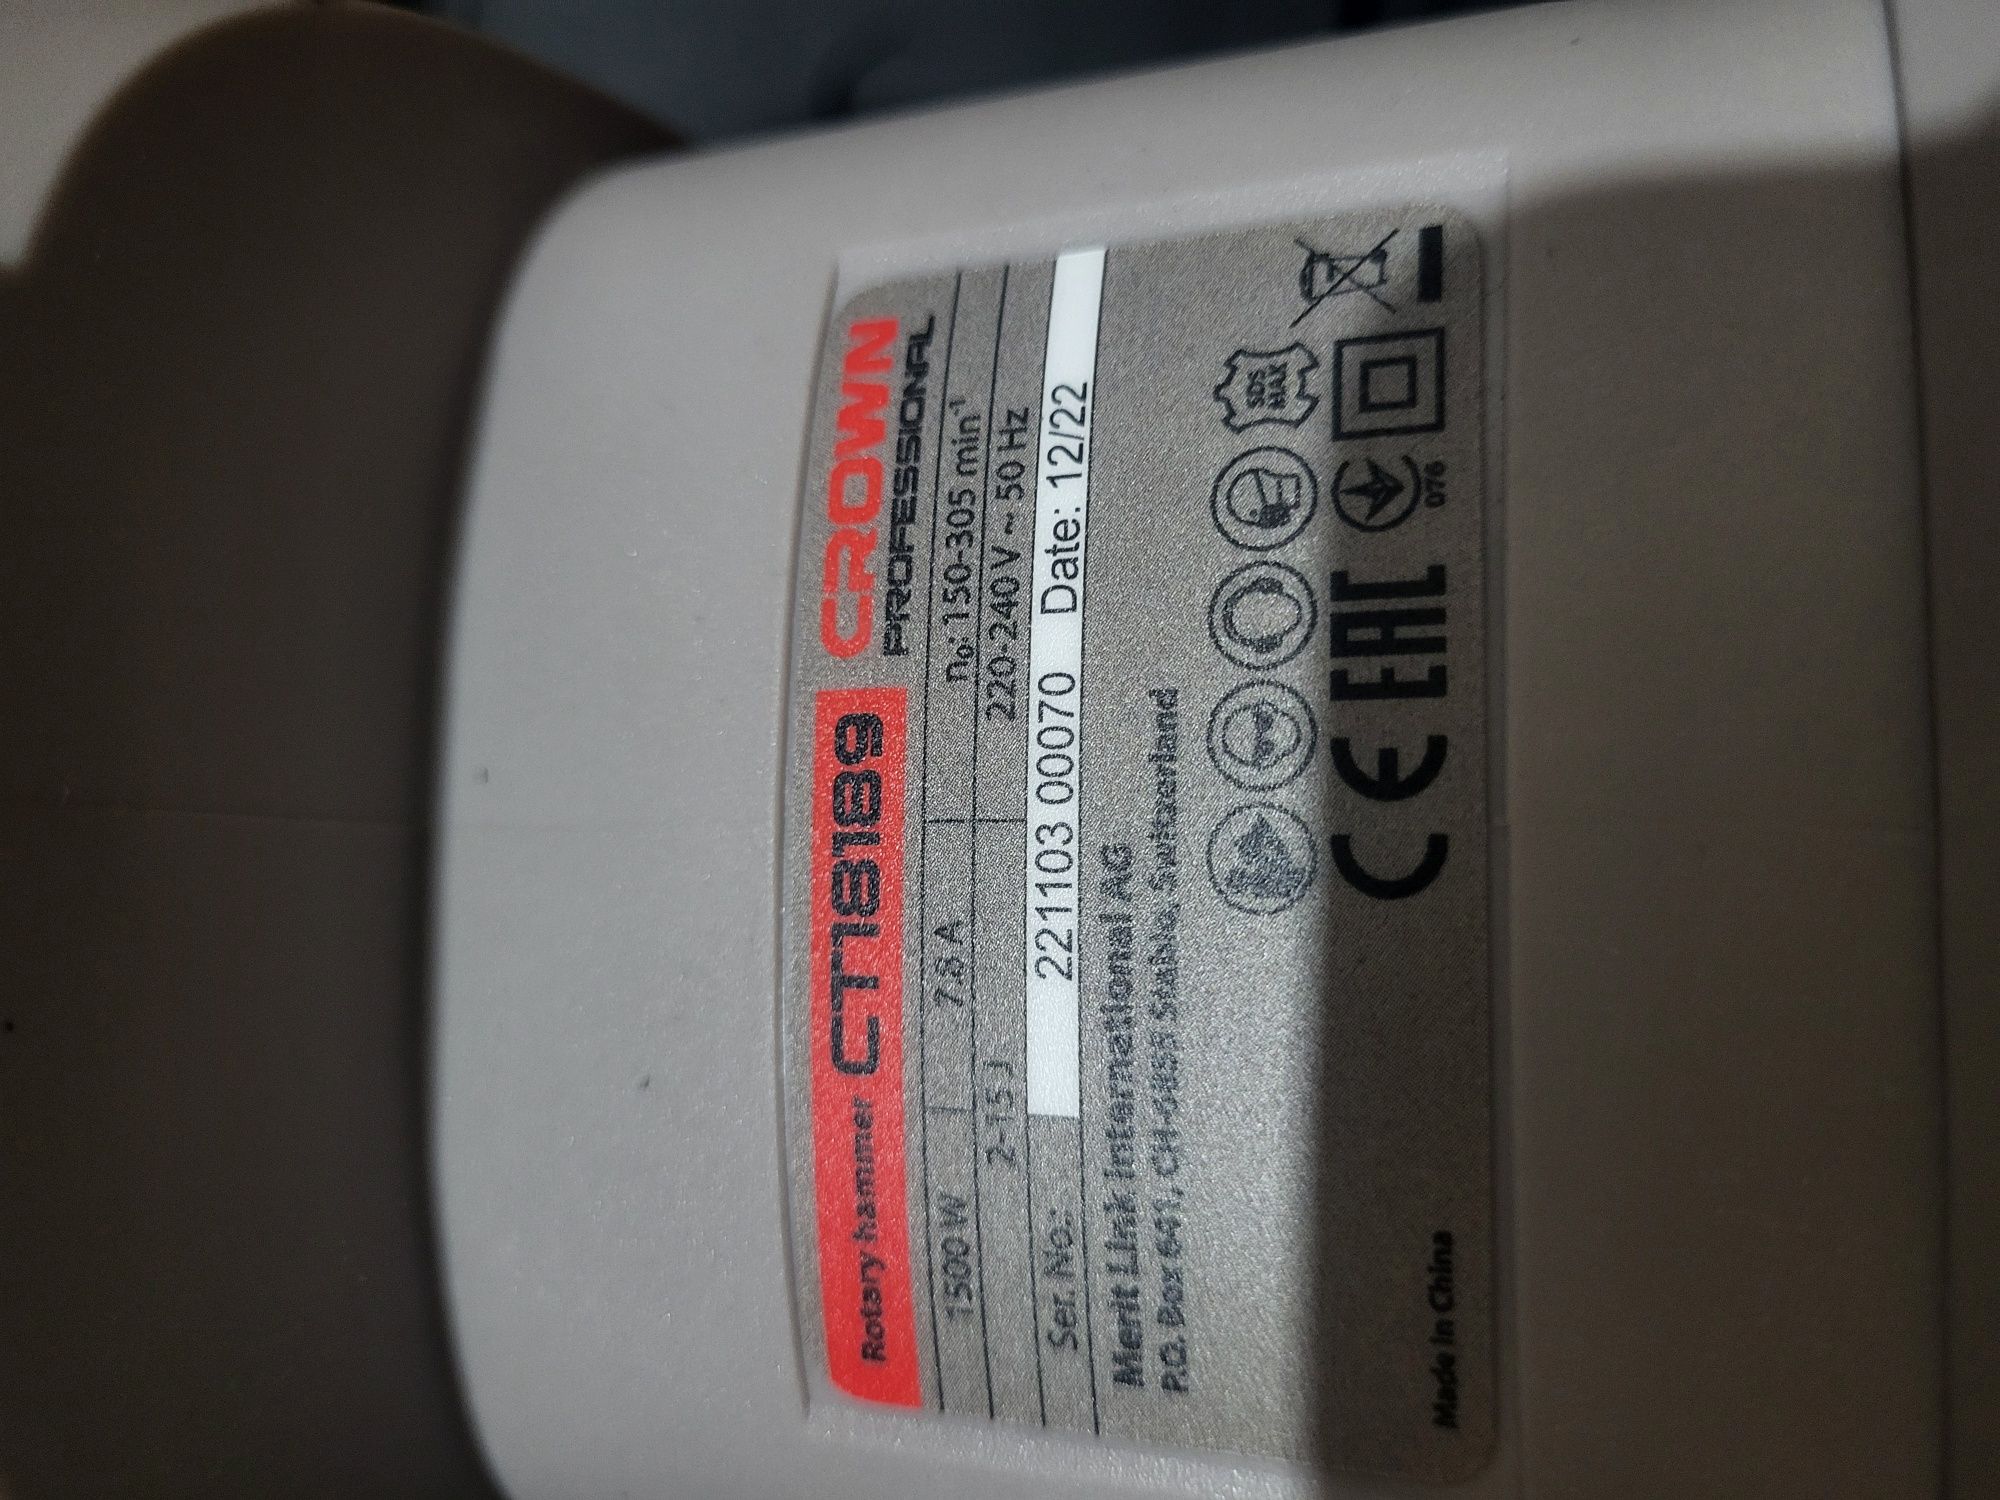 Rotary hammer CT18189 CROWN
PROFESSIONAL
1500 W 7.8 A n₀: 150-305 min⁻¹
2-15 J 220-240 V ~ 50 Hz
Ser. No.: 221103 00070 Date: 12/22
Merit Link International AG
P.O. Box 641, CH-6855 Stabio, Switzerland
SDS
MAX
CE EAC 076
Made in China